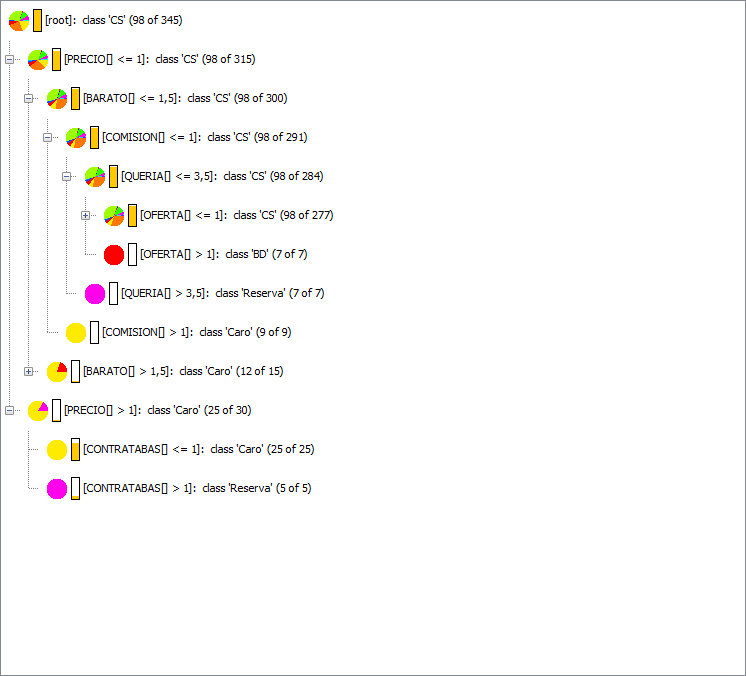 [root]: class 'CS' (98 of 345)
[PRECIO[] <= 1]: class 'CS' (98 of 315)
[BARATO[] <= 1,5]: class 'CS' (98 of 300)
[COMISION[] <= 1]: class 'CS' (98 of 291)
[QUERIA[] <= 3,5]: class 'CS' (98 of 284)
[OFERTA[] <= 1]: class 'CS' (98 of 277)
[OFERTA[] > 1]: class 'BD' (7 of 7)
[QUERIA[] > 3,5]: class 'Reserva' (7 of 7)
[COMISION[] > 1]: class 'Caro' (9 of 9)
[BARATO[] > 1,5]: class 'Caro' (12 of 15)
[PRECIO[] > 1]: class 'Caro' (25 of 30)
[CONTRATABAS[] <= 1]: class 'Caro' (25 of 25)
[CONTRATABAS[] > 1]: class 'Reserva' (5 of 5)